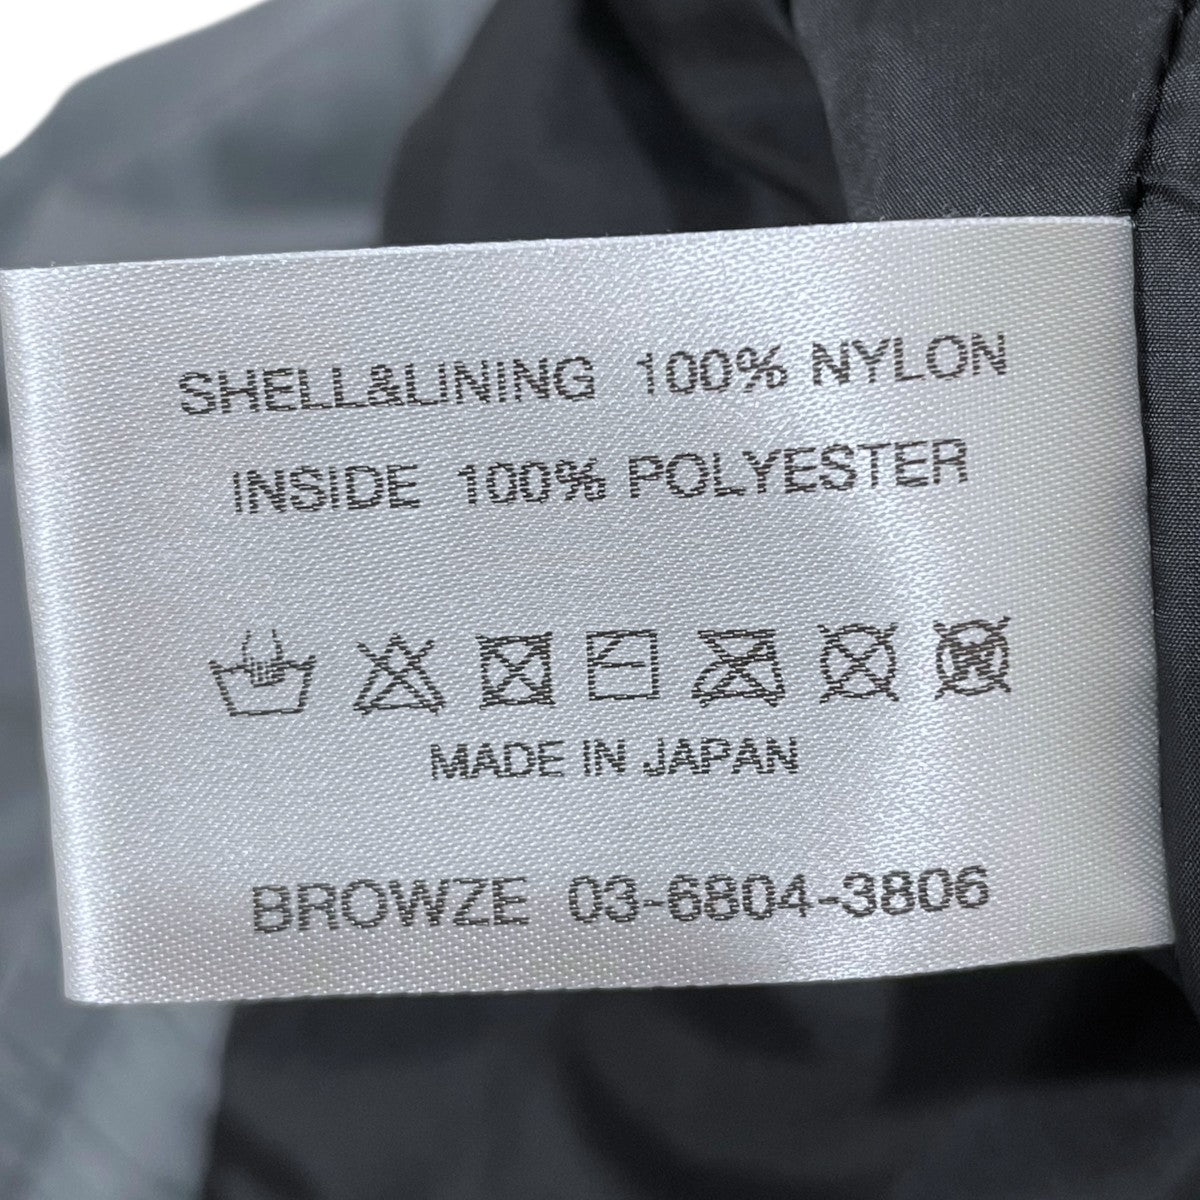 SHELL&LINING 100% NYLON
INSIDE 100% POLYESTER
W
MADE IN JAPAN
BROWZE 03-6804-3806